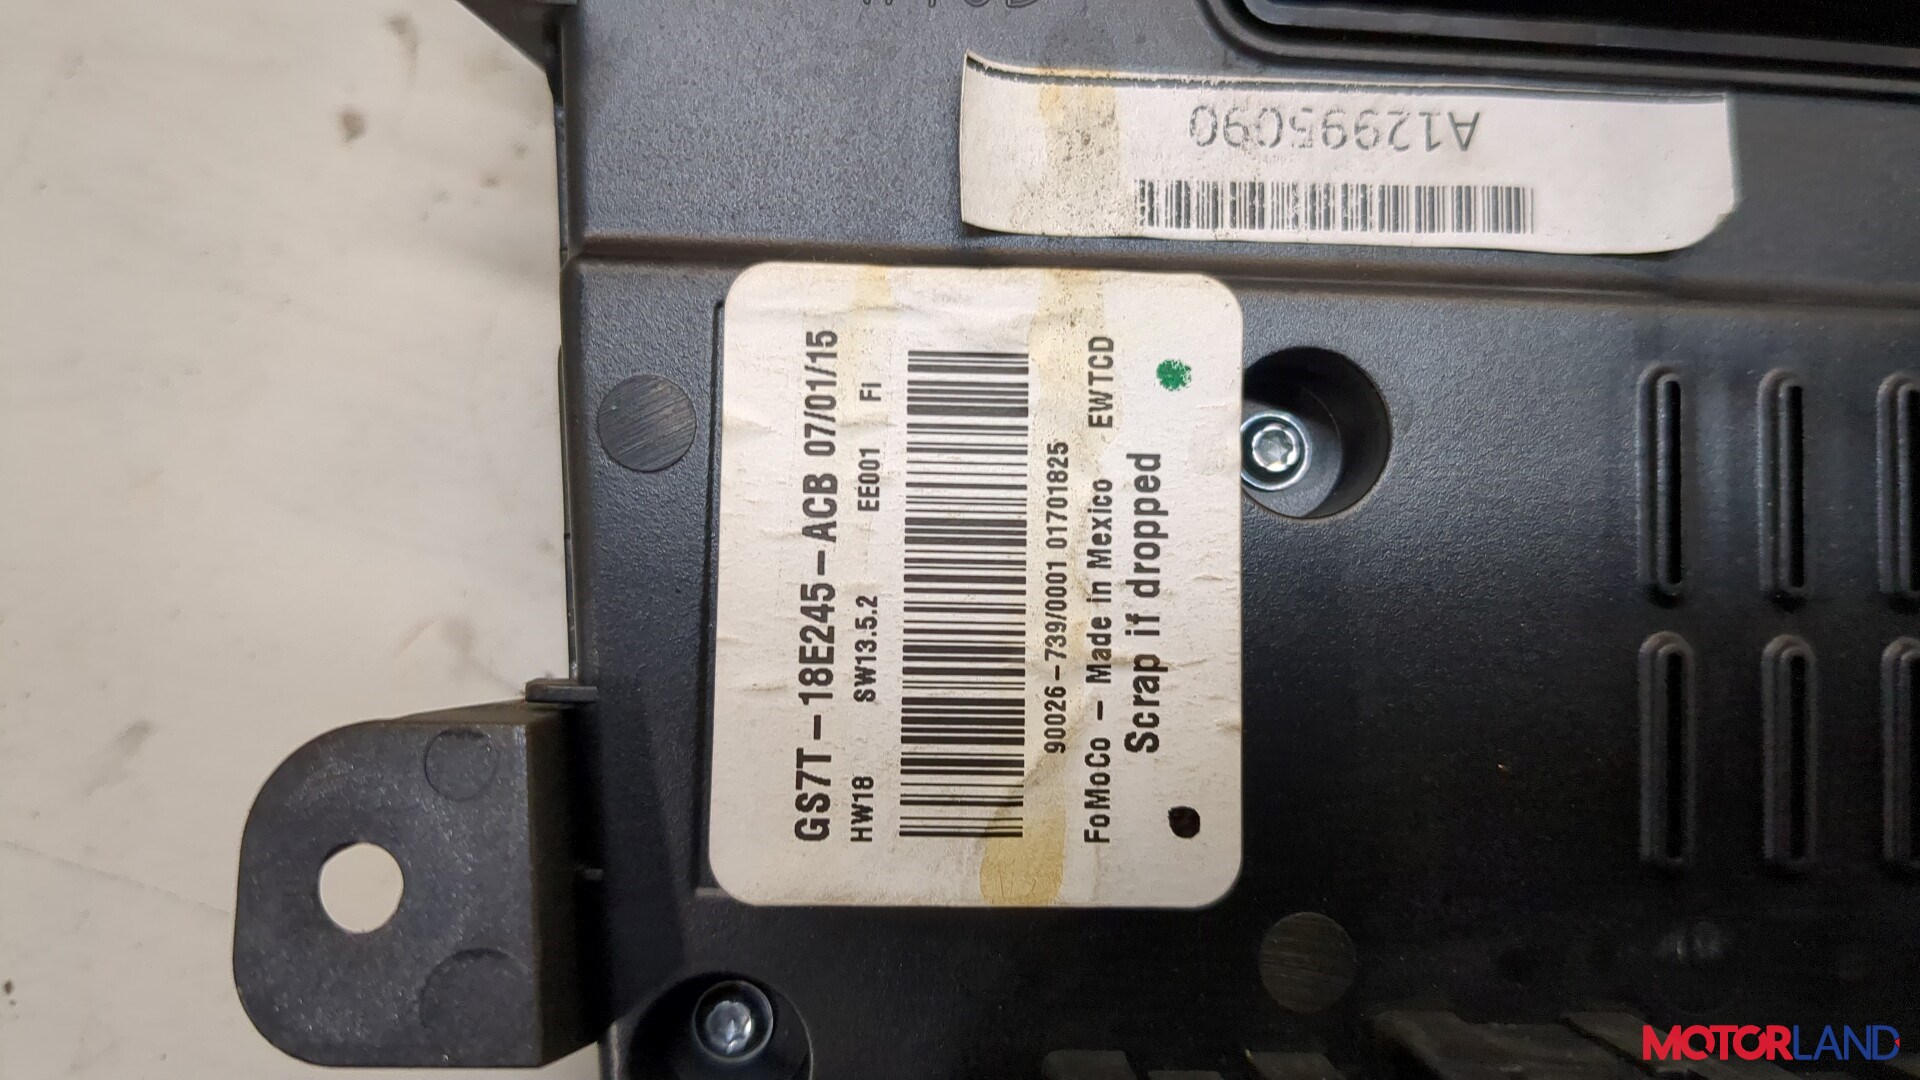 A12995090
GS7T-18E245-ACB 07/01/15
HW18 SW13.5.2 EE001 FI
90026-739/0001 01701825
FoMoCo - Made in Mexico EWTCD
Scrap if dropped
MOTORLAND